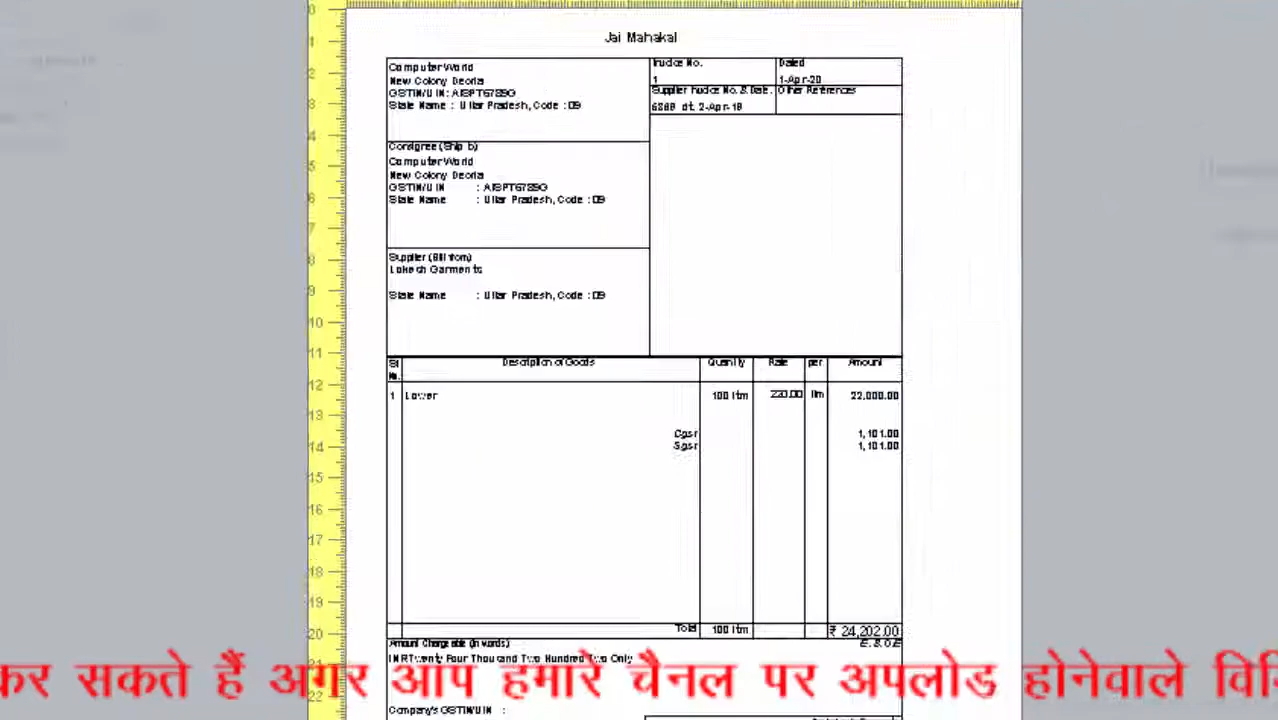 Jai Mahakal
Computer World
New Colony Deoria
State Name : Uttar Pradesh, Code : 09
Invoice No.
1
Dated
1-Apr-20
Supplier Invoice No. & Date.
dt. 2-Apr-19
Other References
Consignee (Ship to)
Computer World
New Colony Deoria
GSTIN/UIN :
State Name : Uttar Pradesh, Code : 09
Supplier (Bill from)
Lokesh Garments
State Name : Uttar Pradesh, Code : 09
Sl No. Description of Goods Quantity Rate per Amount
1 Lower 100 Itm 220.00 Itm 22,000.00
Cgst 1,101.00
Sgst 1,101.00
Total 100 Itm ₹ 24,202.00
Amount Chargeable (in words) E. & O.E
INR Twenty Four Thousand Two Hundred Two Only
कर सकते हैं अगर आप हमारे चैनल पर अपलोड होनेवाले
Company's GSTIN/UIN :